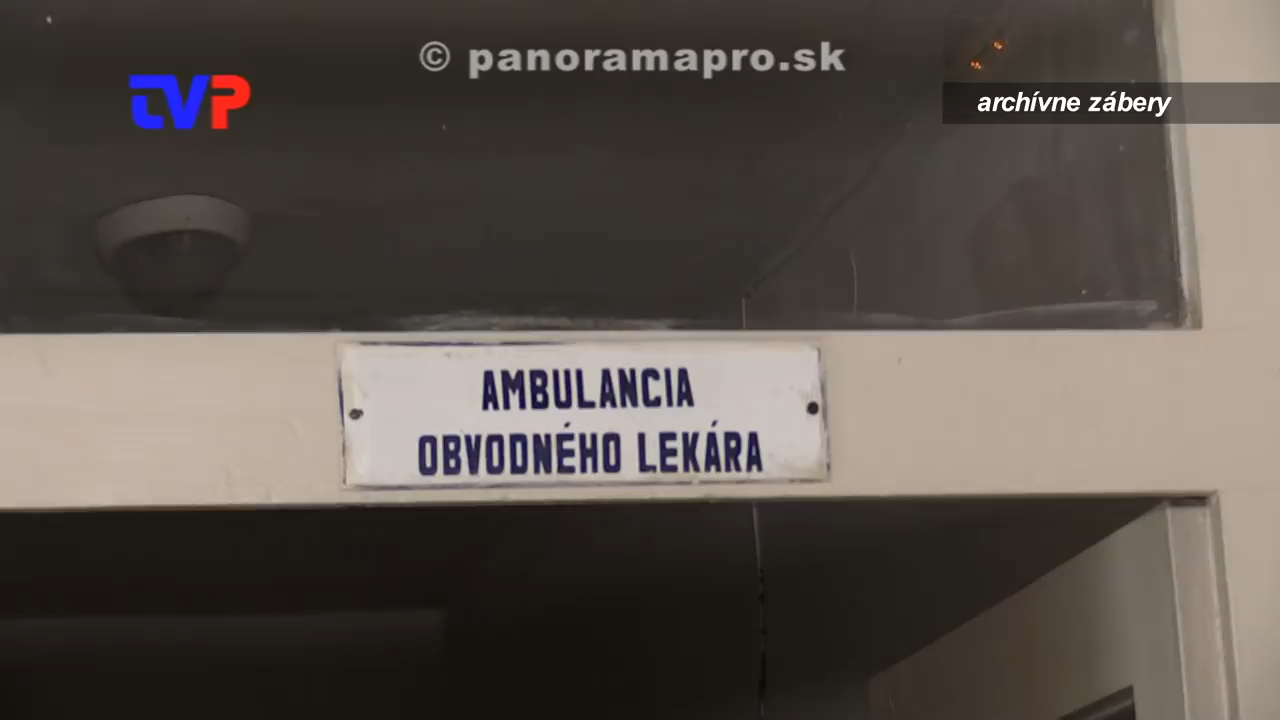 © panoramapro.sk
TVP
archívne zábery
AMBULANCIA
OBVODNÉHO LEKÁRA